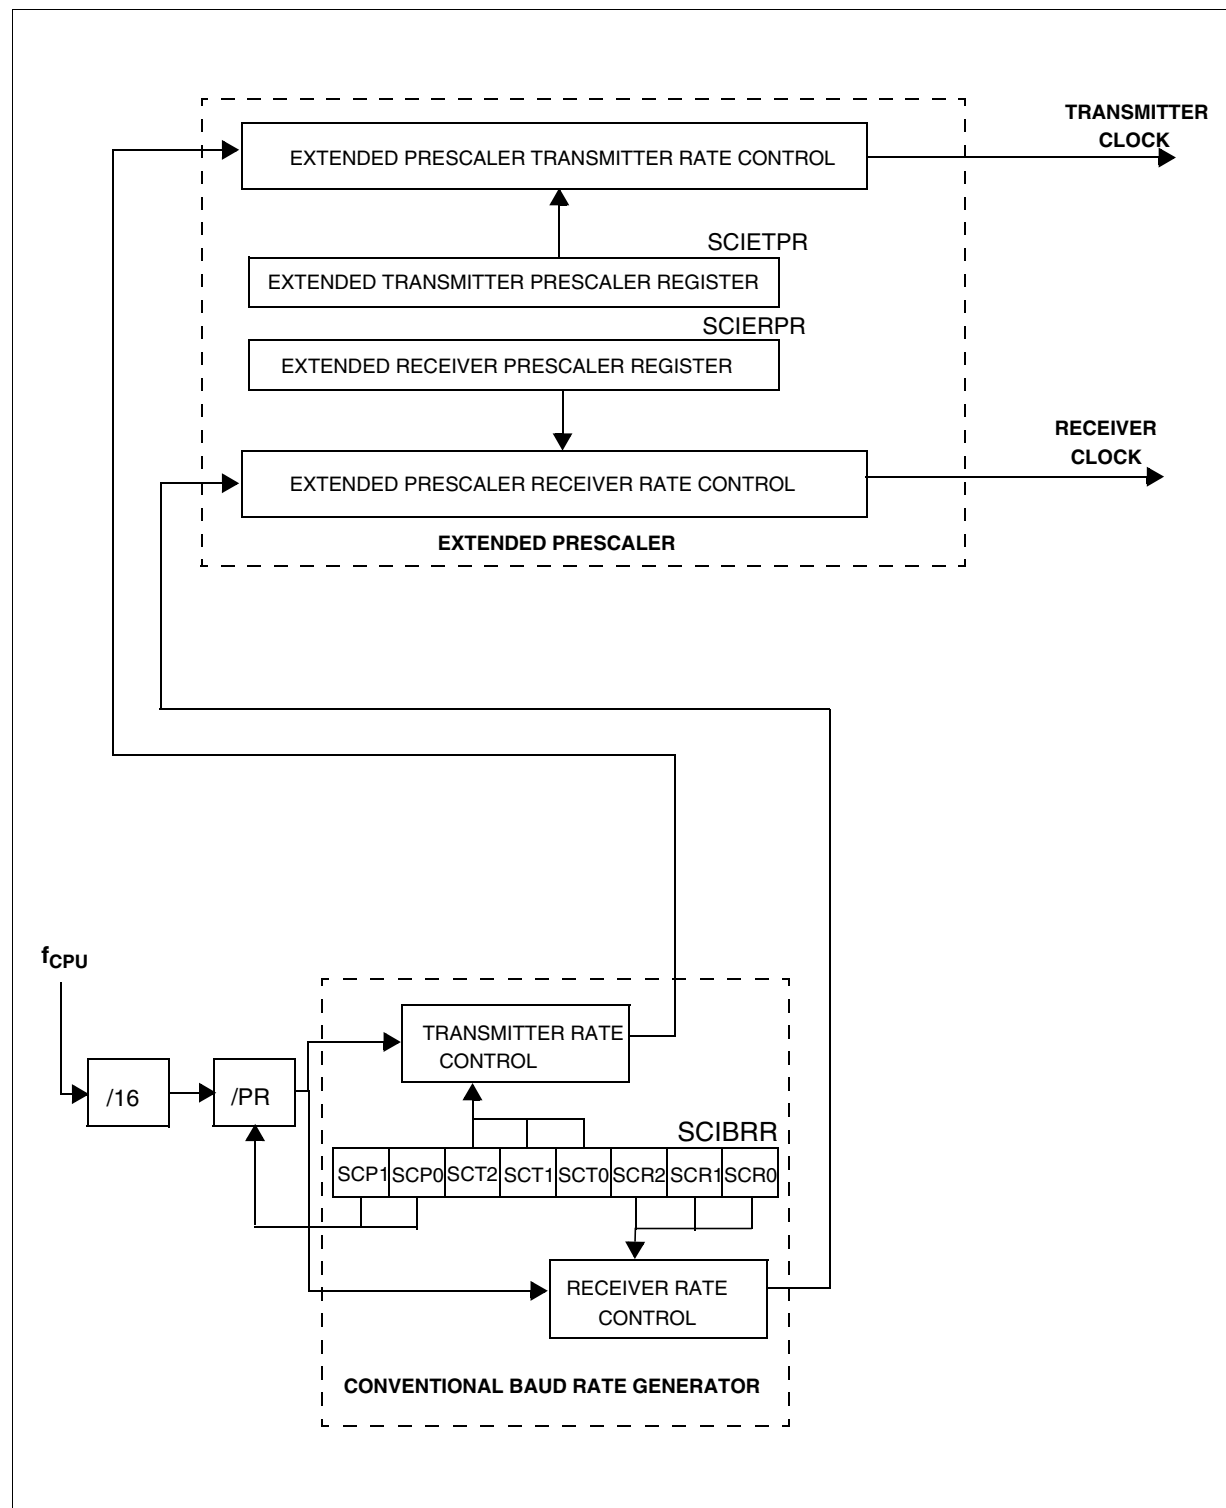 TRANSMITTER
CLOCK
EXTENDED PRESCALER TRANSMITTER RATE CONTROL
SCIETPR
EXTENDED TRANSMITTER PRESCALER REGISTER
SCIERPR
EXTENDED RECEIVER PRESCALER REGISTER
RECEIVER
CLOCK
EXTENDED PRESCALER RECEIVER RATE CONTROL
EXTENDED PRESCALER
fCPU
TRANSMITTER RATE
CONTROL
/16
/PR
SCIBRR
SCP1 SCP0 SCT2 SCT1 SCT0 SCR2 SCR1 SCR0
RECEIVER RATE
CONTROL
CONVENTIONAL BAUD RATE GENERATOR